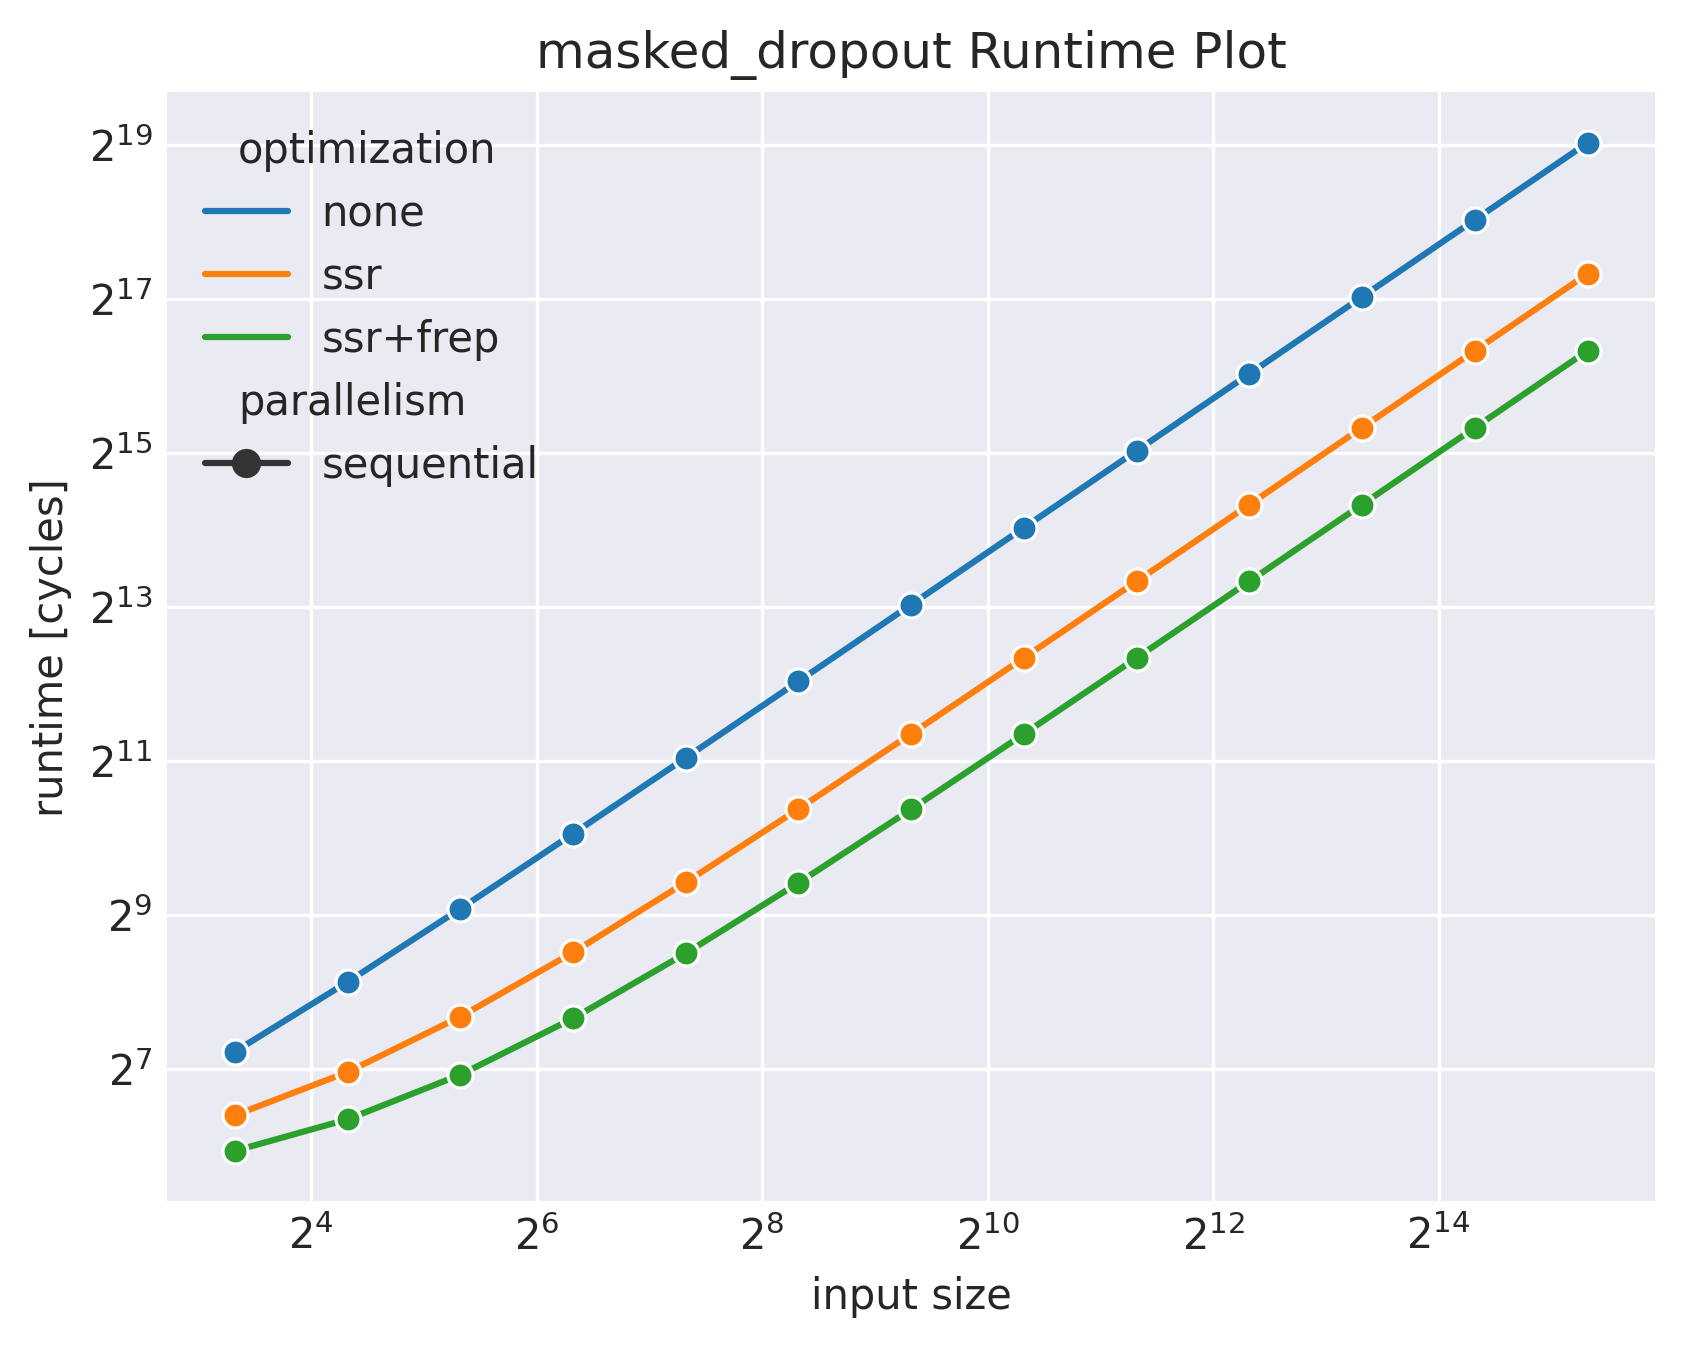 masked_dropout Runtime Plot
optimization
none
ssr
ssr+frep
parallelism
sequential
runtime [cycles]
2^19
2^17
2^15
2^13
2^11
2^9
2^7
2^4 2^6 2^8 2^10 2^12 2^14
input size